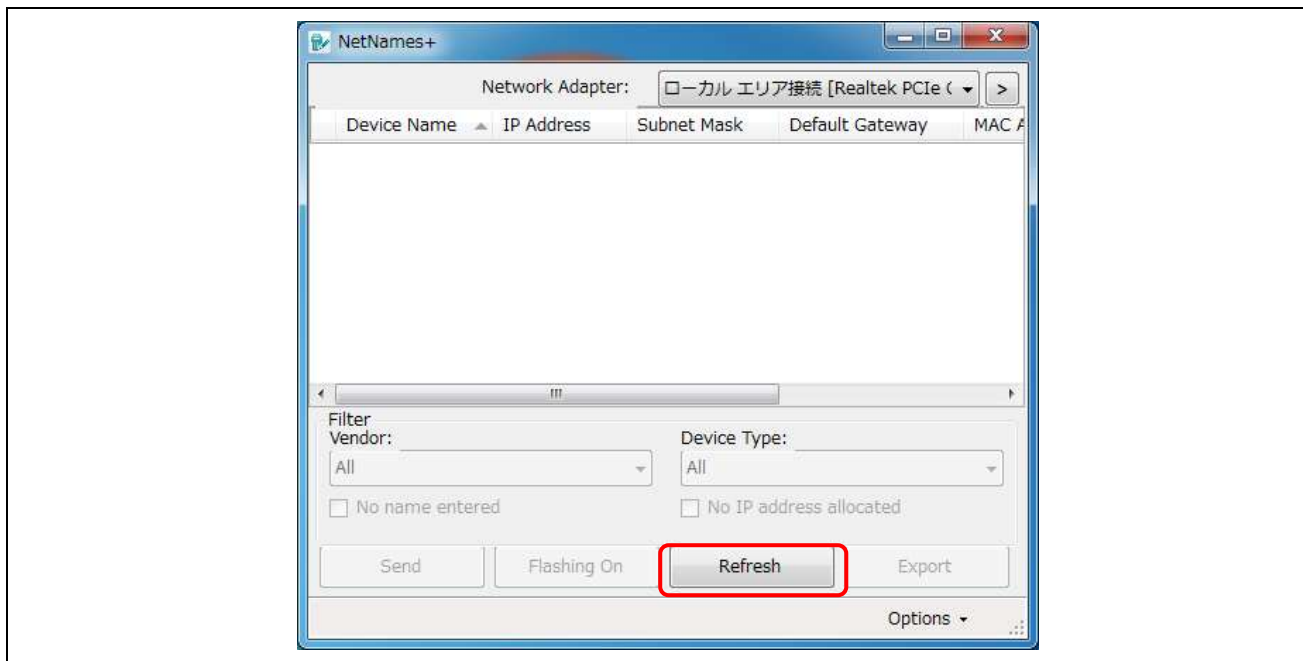 NetNames+
Network Adapter: ローカル エリア接続 [Realtek PCIe ( >
Device Name IP Address Subnet Mask Default Gateway MAC A
Filter
Vendor: Device Type:
All All
No name entered No IP address allocated
Send Flashing On Refresh Export
Options